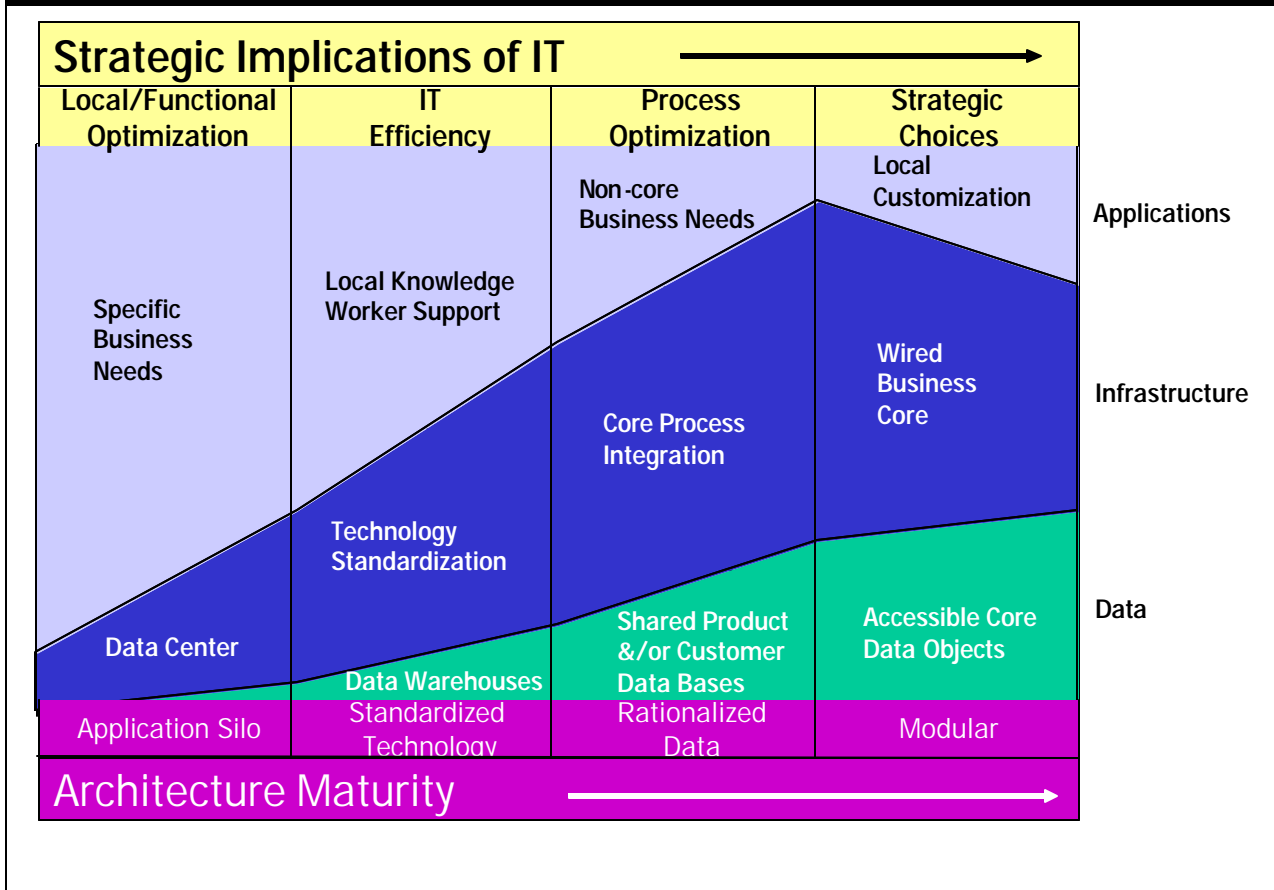 Strategic Implications of IT
Local/Functional
Optimization
IT
Efficiency
Process
Optimization
Strategic
Choices
Specific
Business
Needs
Local Knowledge
Worker Support
Non-core
Business Needs
Local
Customization
Applications
Data Center
Technology
Standardization
Core Process
Integration
Wired
Business
Core
Infrastructure
Data Warehouses
Shared Product
&/or Customer
Data Bases
Accessible Core
Data Objects
Data
Application Silo
Standardized
Technology
Rationalized
Data
Modular
Architecture Maturity